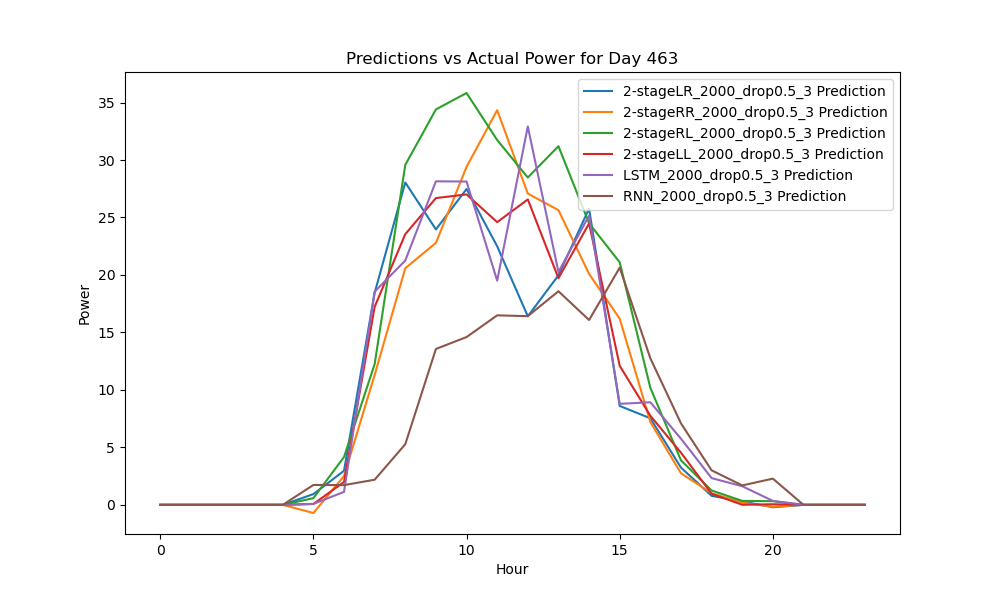 Predictions vs Actual Power for Day 463
2-stageLR_2000_drop0.5_3 Prediction
2-stageRR_2000_drop0.5_3 Prediction
2-stageRL_2000_drop0.5_3 Prediction
2-stageLL_2000_drop0.5_3 Prediction
LSTM_2000_drop0.5_3 Prediction
RNN_2000_drop0.5_3 Prediction
Power
35
30
25
20
15
10
5
0
0 5 10 15 20
Hour